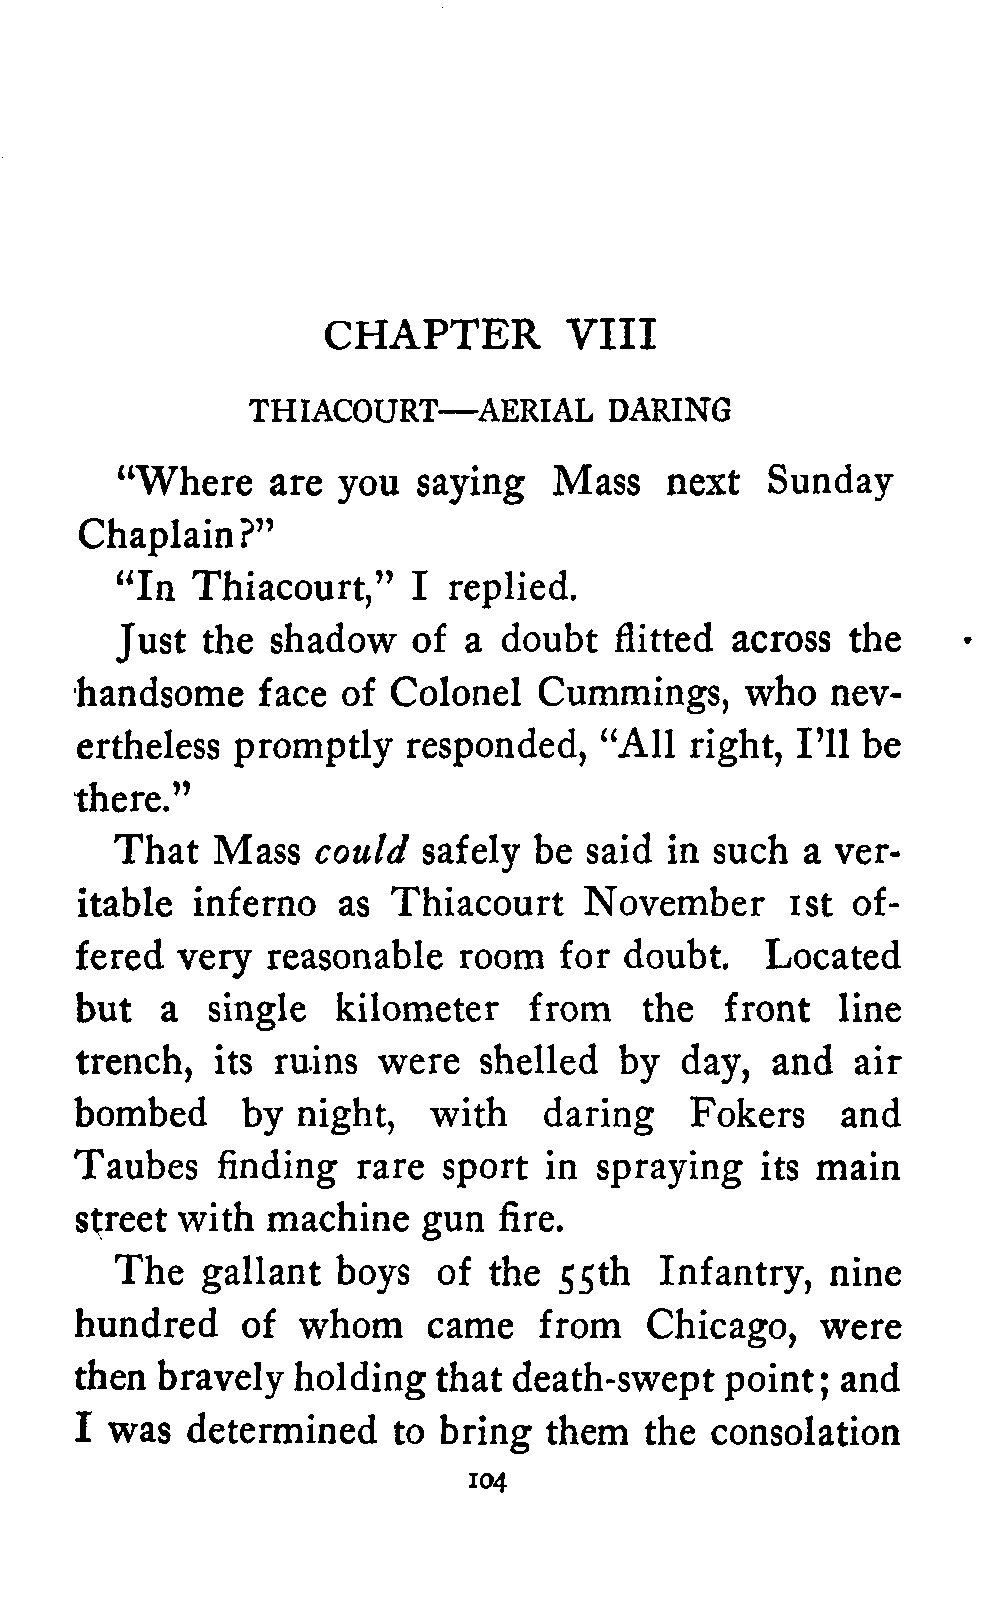 CHAPTER VIII
THIACOURT—AERIAL DARING
“Where are you saying Mass next Sunday
Chaplain?”
“In Thiacourt,” I replied.
Just the shadow of a doubt flitted across the
handsome face of Colonel Cummings, who nev-
ertheless promptly responded, “All right, I’ll be
there.”
That Mass could safely be said in such a ver-
itable inferno as Thiacourt November 1st of-
fered very reasonable room for doubt. Located
but a single kilometer from the front line
trench, its ruins were shelled by day, and air
bombed by night, with daring Fokers and
Taubes finding rare sport in spraying its main
street with machine gun fire.
The gallant boys of the 55th Infantry, nine
hundred of whom came from Chicago, were
then bravely holding that death-swept point; and
I was determined to bring them the consolation
104